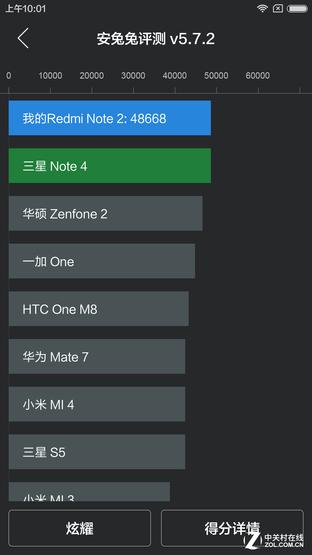 上午10:01
安兔兔评测 v5.7.2
0 10000 20000 30000 40000 50000 60000
我的Redmi Note 2: 48668
三星 Note 4
华硕 Zenfone 2
一加 One
HTC One M8
华为 Mate 7
小米 MI 4
三星 S5
小米 MI 3
炫耀 得分详情
Z 中关村在线
ZOL.COM.CN